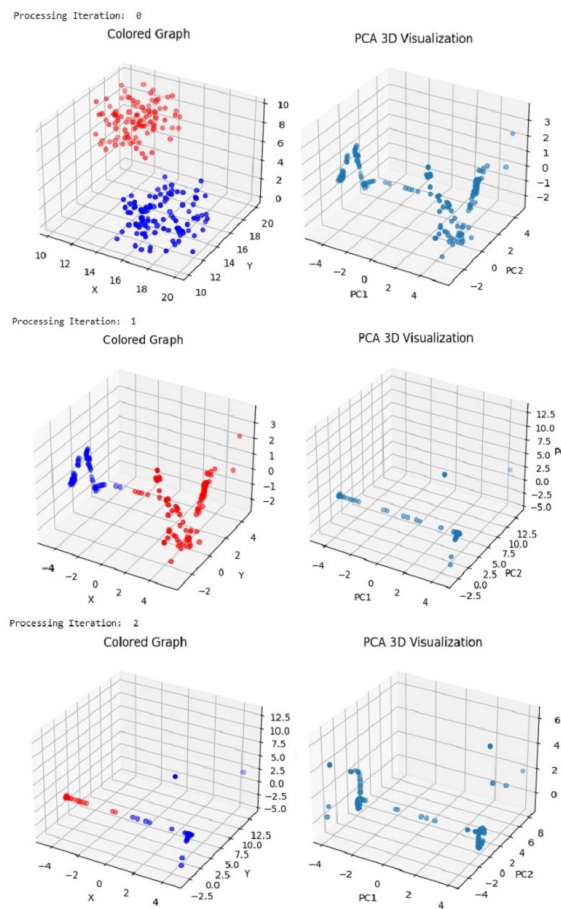 Processing Iteration: 0
Colored Graph
PCA 3D Visualization
10
8
6
4
2
0
10 12 14 16 18 20
X
10 12 14 16 18 20
Y
3
2
1
0
−1
−2
−4 −2 0 2 4
PC1
−2 0 2 4
PC2
Processing Iteration: 1
Colored Graph
PCA 3D Visualization
3
2
1
0
−1
−2
−4 −2 0 2 4
X
−2 0 2 4
Y
12.5
10.0
7.5
5.0
2.5
0.0
−2.5
−5.0
−4 −2 0 2 4
PC1
−2.5 0.0 2.5 5.0 7.5 10.0 12.5
PC2
Processing Iteration: 2
Colored Graph
PCA 3D Visualization
12.5
10.0
7.5
5.0
2.5
0.0
−2.5
−5.0
−4 −2 0 2 4
X
−2.5 0.0 2.5 5.0 7.5 10.0 12.5
Y
6
4
2
0
−4 −2 0 2 4
PC1
−4 −2 0 2 4 6 8
PC2